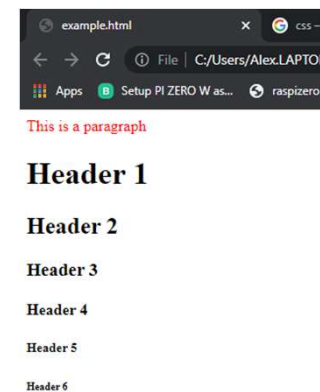 example.html × G css –
File | C:/Users/Alex.LAPTO
Apps B Setup PI ZERO W as... raspizero
This is a paragraph
Header 1
Header 2
Header 3
Header 4
Header 5
Header 6